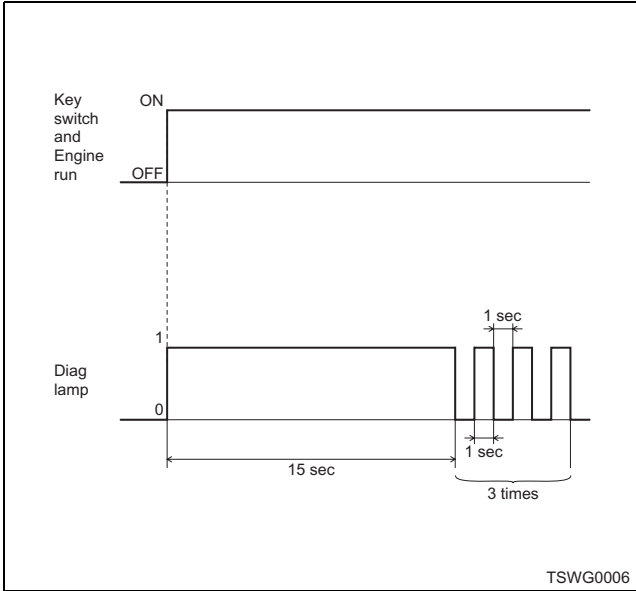 Key
switch
and
Engine
run
ON
OFF
Diag
lamp
1
0
1 sec
1 sec
15 sec
3 times
TSWG0006